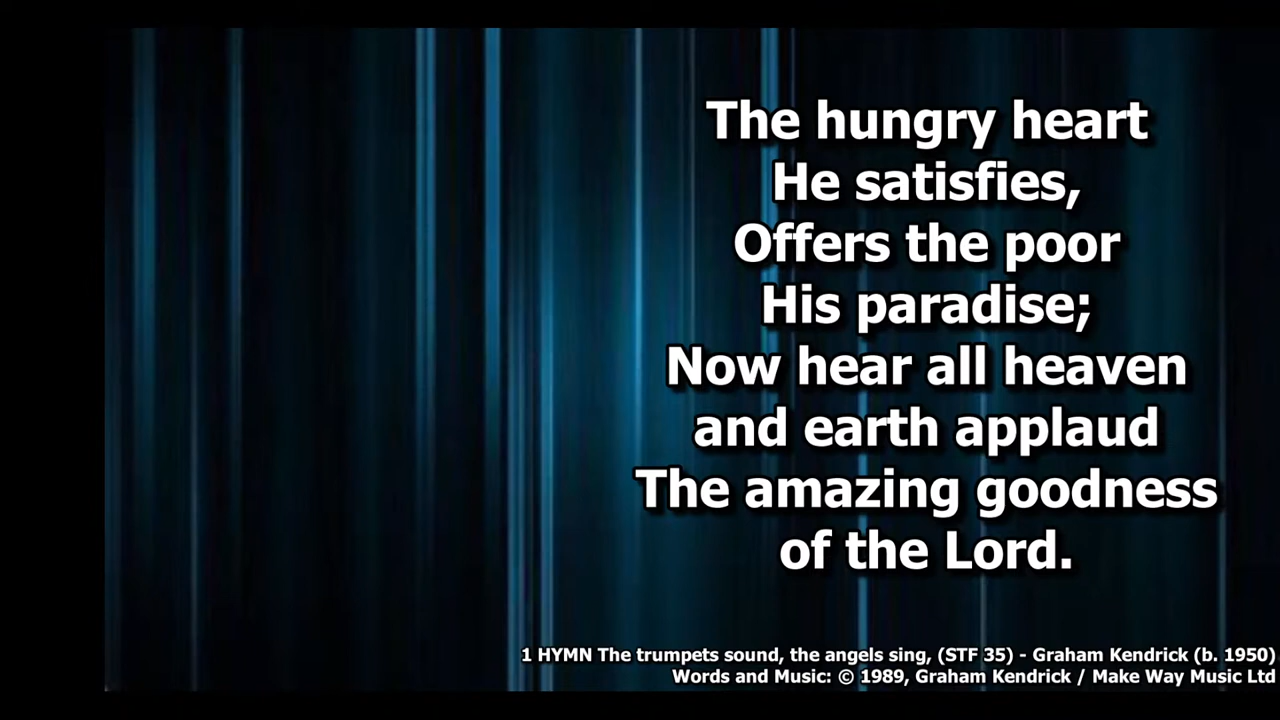 The hungry heart
He satisfies,
Offers the poor
His paradise;
Now hear all heaven
and earth applaud
The amazing goodness
of the Lord.
1 HYMN The trumpets sound, the angels sing, (STF 35) - Graham Kendrick (b. 1950)
Words and Music: © 1989, Graham Kendrick / Make Way Music Ltd